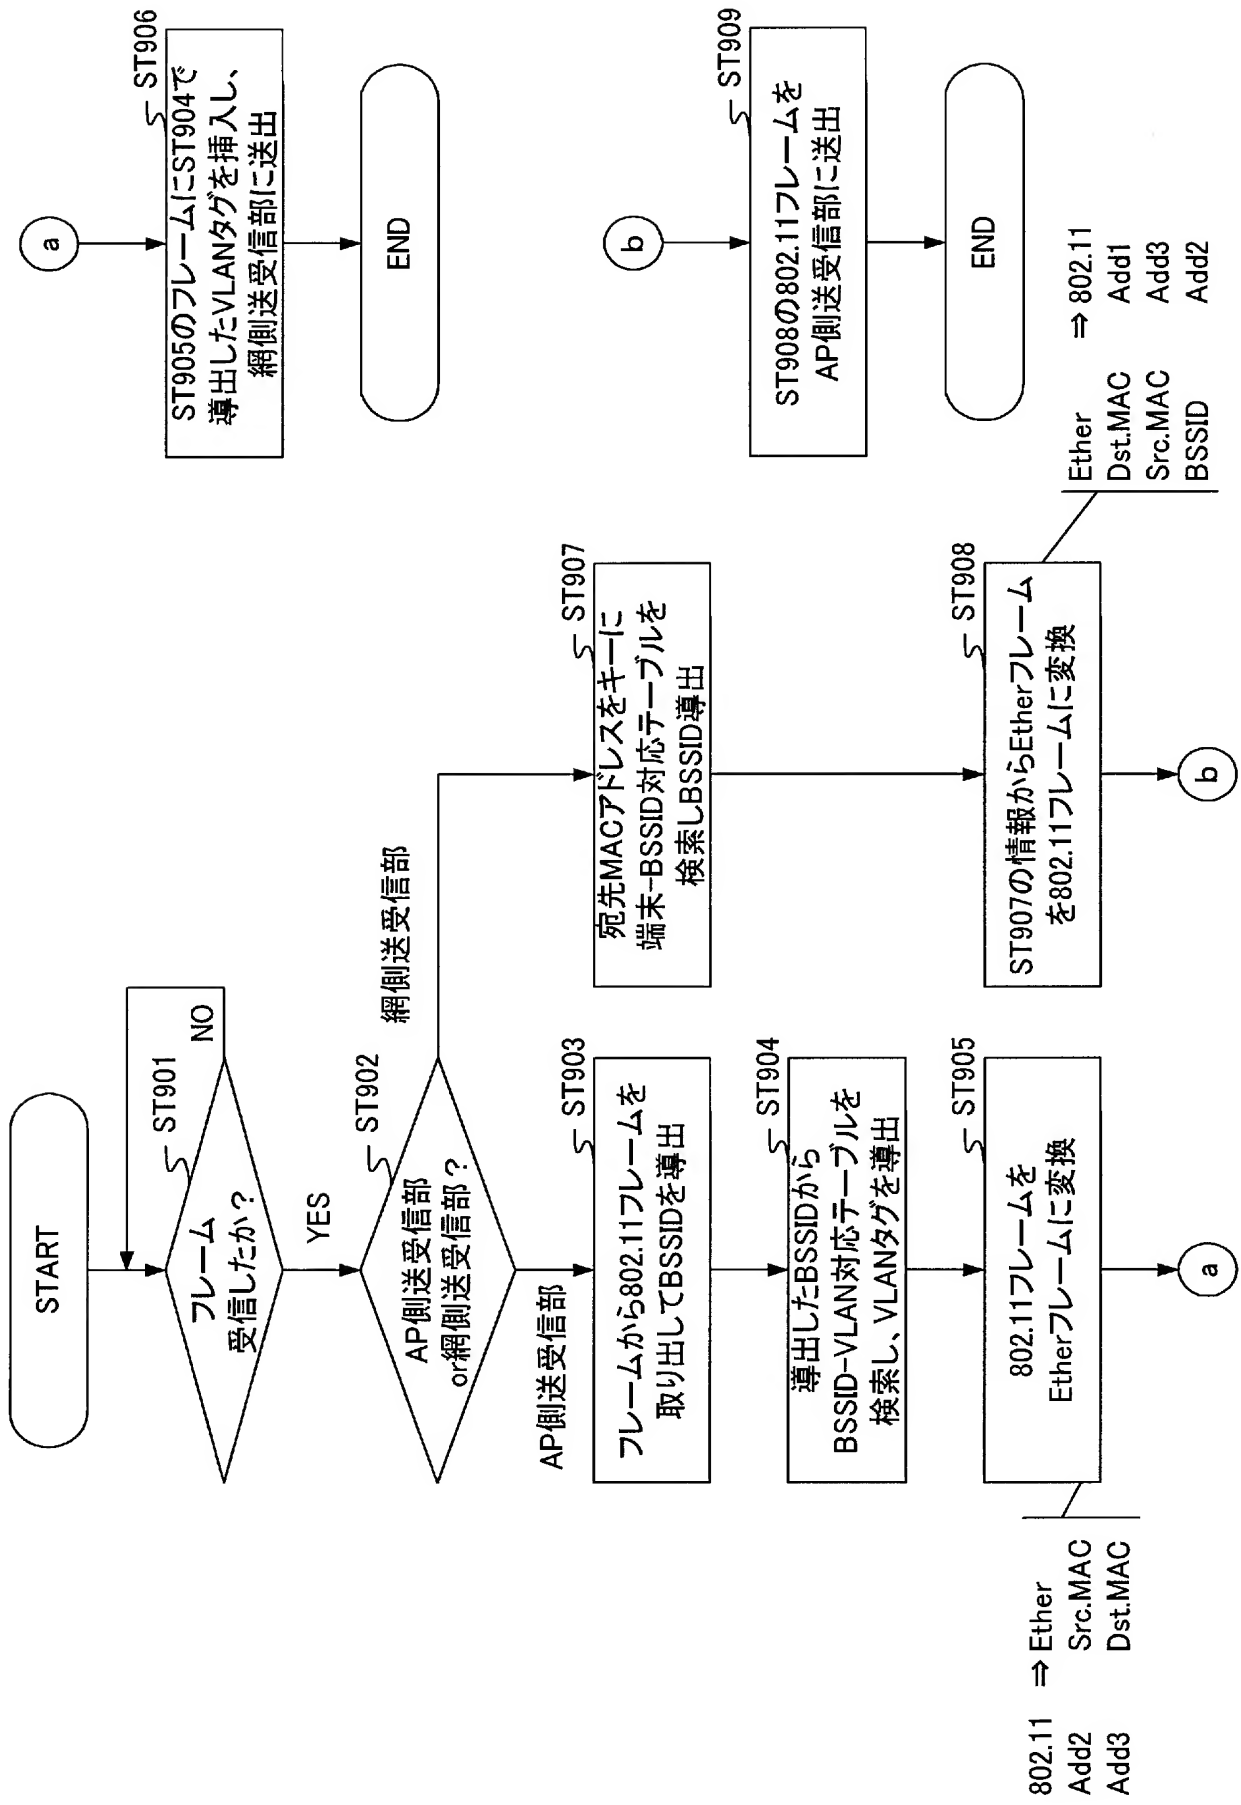 START
フレーム
受信したか？
ST901
NO
YES
AP側送受信部
or網側送受信部？
ST902
網側送受信部
AP側送受信部
フレームから802.11フレームを
取り出してBSSIDを導出
ST903
導出したBSSIDから
BSSID-VLAN対応テーブルを
検索し、VLANタグを導出
ST904
802.11フレームを
Etherフレームに変換
ST905
802.11 ⇒ Ether
Add2 Src.MAC
Add3 Dst.MAC
a
宛先MACアドレスをキーに
端末-BSSID対応テーブルを
検索しBSSID導出
ST907
ST907の情報からEtherフレーム
を802.11フレームに変換
ST908
Ether ⇒ 802.11
Dst.MAC Add1
Src.MAC Add3
BSSID Add2
b
a
ST905のフレームにST904で
導出したVLANタグを挿入し、
網側送受信部に送出
ST906
END
b
ST908の802.11フレームを
AP側送受信部に送出
ST909
END